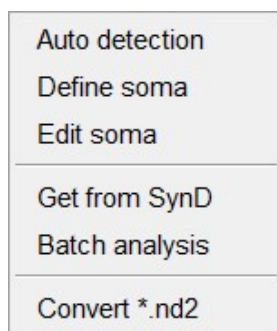 Auto detection
Define soma
Edit soma
Get from SynD
Batch analysis
Convert *.nd2